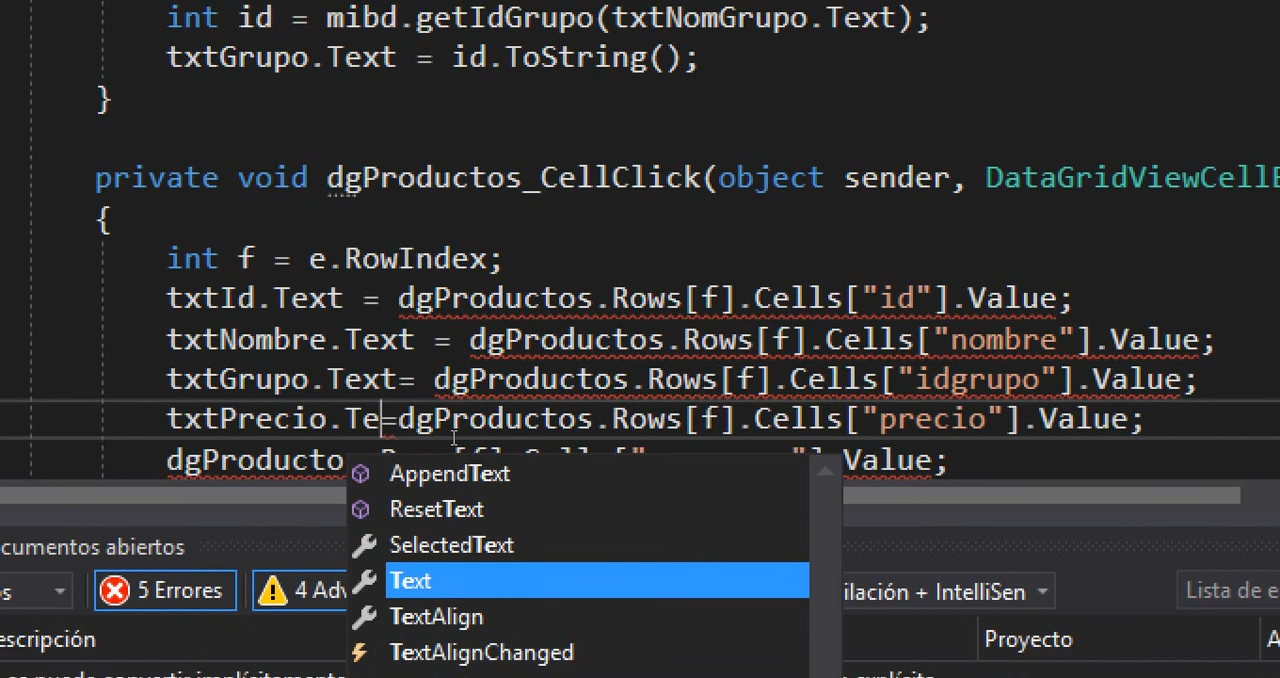 int id = mibd.getIdGrupo(txtNomGrupo.Text);
txtGrupo.Text = id.ToString();
}
private void dgProductos_CellClick(object sender, DataGridViewCellE
{
int f = e.RowIndex;
txtId.Text = dgProductos.Rows[f].Cells["id"].Value;
txtNombre.Text = dgProductos.Rows[f].Cells["nombre"].Value;
txtGrupo.Text= dgProductos.Rows[f].Cells["idgrupo"].Value;
txtPrecio.Te=dgProductos.Rows[f].Cells["precio"].Value;
dgProducto Value;
AppendText
ResetText
SelectedText
Text
TextAlign
TextAlignChanged
cumentos abiertos
s 5 Errores 4 Adv ilación + IntelliSen Lista de e
escripción Proyecto A